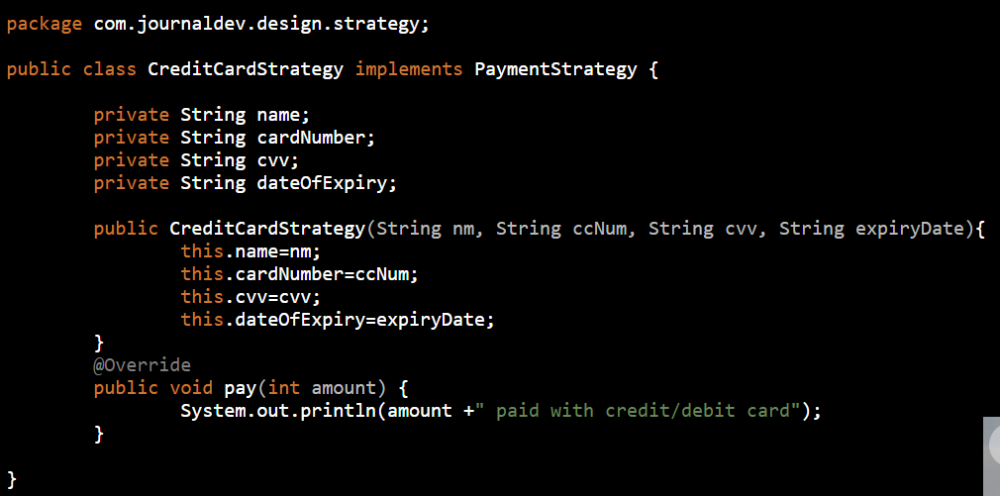 package com.journaldev.design.strategy;
public class CreditCardStrategy implements PaymentStrategy {
private String name;
private String cardNumber;
private String cvv;
private String dateOfExpiry;
public CreditCardStrategy(String nm, String ccNum, String cvv, String expiryDate){
this.name=nm;
this.cardNumber=ccNum;
this.cvv=cvv;
this.dateOfExpiry=expiryDate;
}
@Override
public void pay(int amount) {
System.out.println(amount +" paid with credit/debit card");
}
}